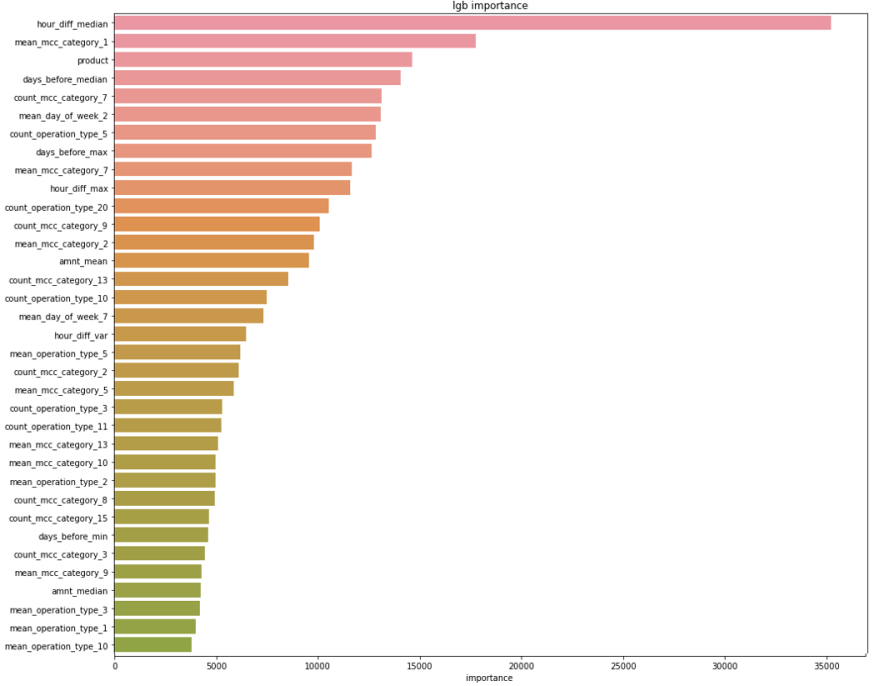 lgb importance
hour_diff_median
mean_mcc_category_1
product
days_before_median
count_mcc_category_7
mean_day_of_week_2
count_operation_type_5
days_before_max
mean_mcc_category_7
hour_diff_max
count_operation_type_20
count_mcc_category_9
mean_mcc_category_2
amnt_mean
count_mcc_category_13
count_operation_type_10
mean_day_of_week_7
hour_diff_var
mean_operation_type_5
count_mcc_category_2
mean_mcc_category_5
count_operation_type_3
count_operation_type_11
mean_mcc_category_13
mean_mcc_category_10
mean_operation_type_2
count_mcc_category_8
count_mcc_category_15
days_before_min
count_mcc_category_3
mean_mcc_category_9
amnt_median
mean_operation_type_3
mean_operation_type_1
mean_operation_type_10
0 5000 10000 15000 20000 25000 30000 35000
importance